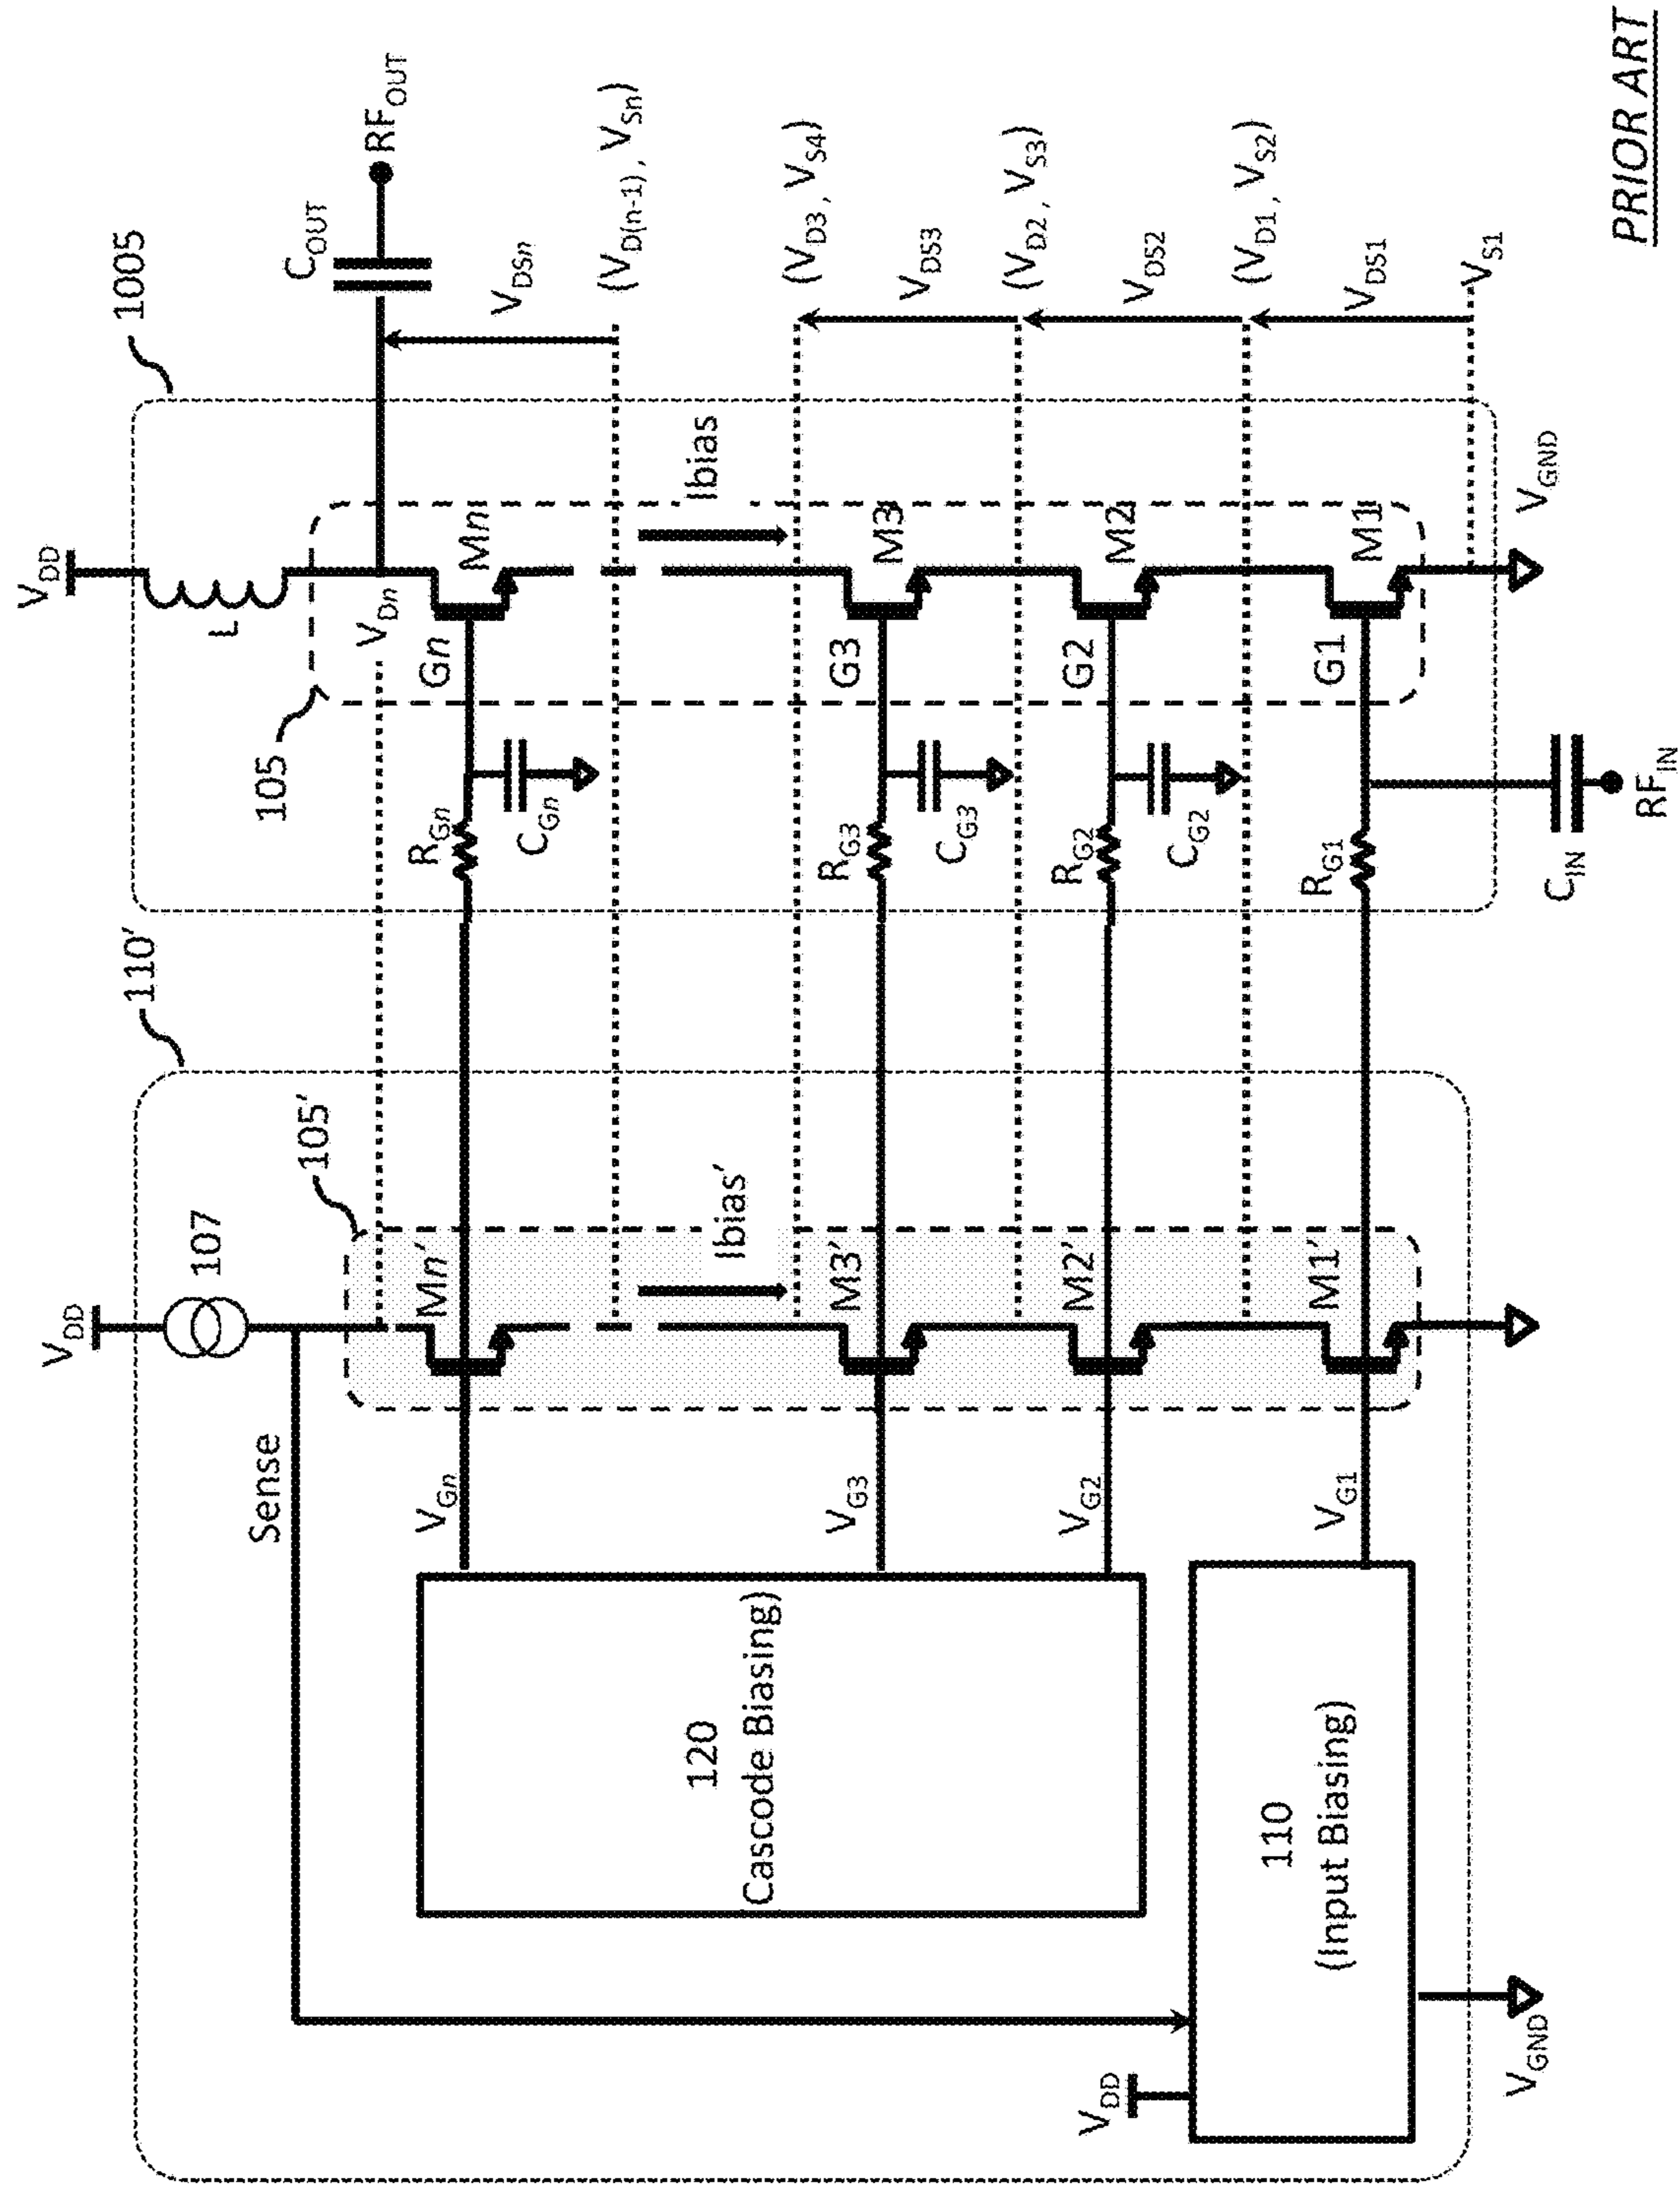 110'
1005
V_DD
107
Sense
105'
V_DD
L
105
V_Dn
C_OUT
RF_OUT
V_DSn
Mn'
V_Gn
R_Gn
C_Gn
Gn
Mn
(V_D(n-1), V_Sn)
Ibias'
Ibias
120
Cascode Biasing)
(V_D3, V_S4)
M3'
V_G3
R_G3
C_G3
G3
M3
V_DS3
(V_D2, V_S3)
M2'
V_G2
R_G2
C_G2
G2
M2
V_DS2
(V_D1, V_S2)
V_DD
110
(Input Biasing)
M1'
V_G1
R_G1
G1
M1
V_DS1
V_S1
V_GND
C_IN
RF_IN
V_GND
PRIOR ART